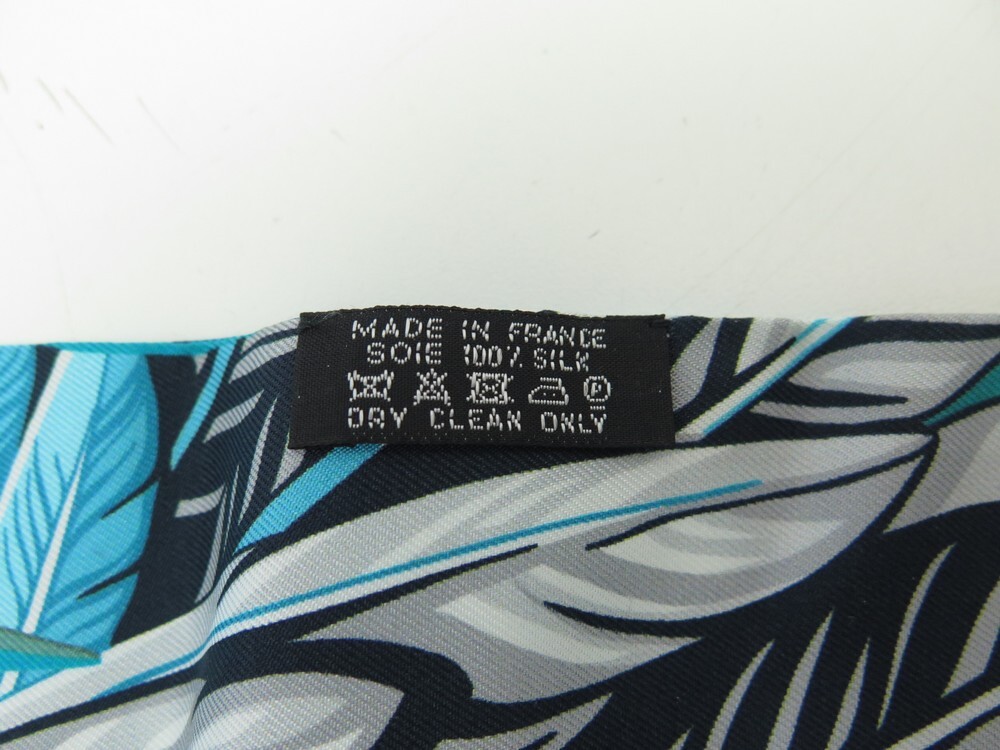 MADE IN FRANCE
SOIE 100% SILK
P
DRY CLEAN ONLY